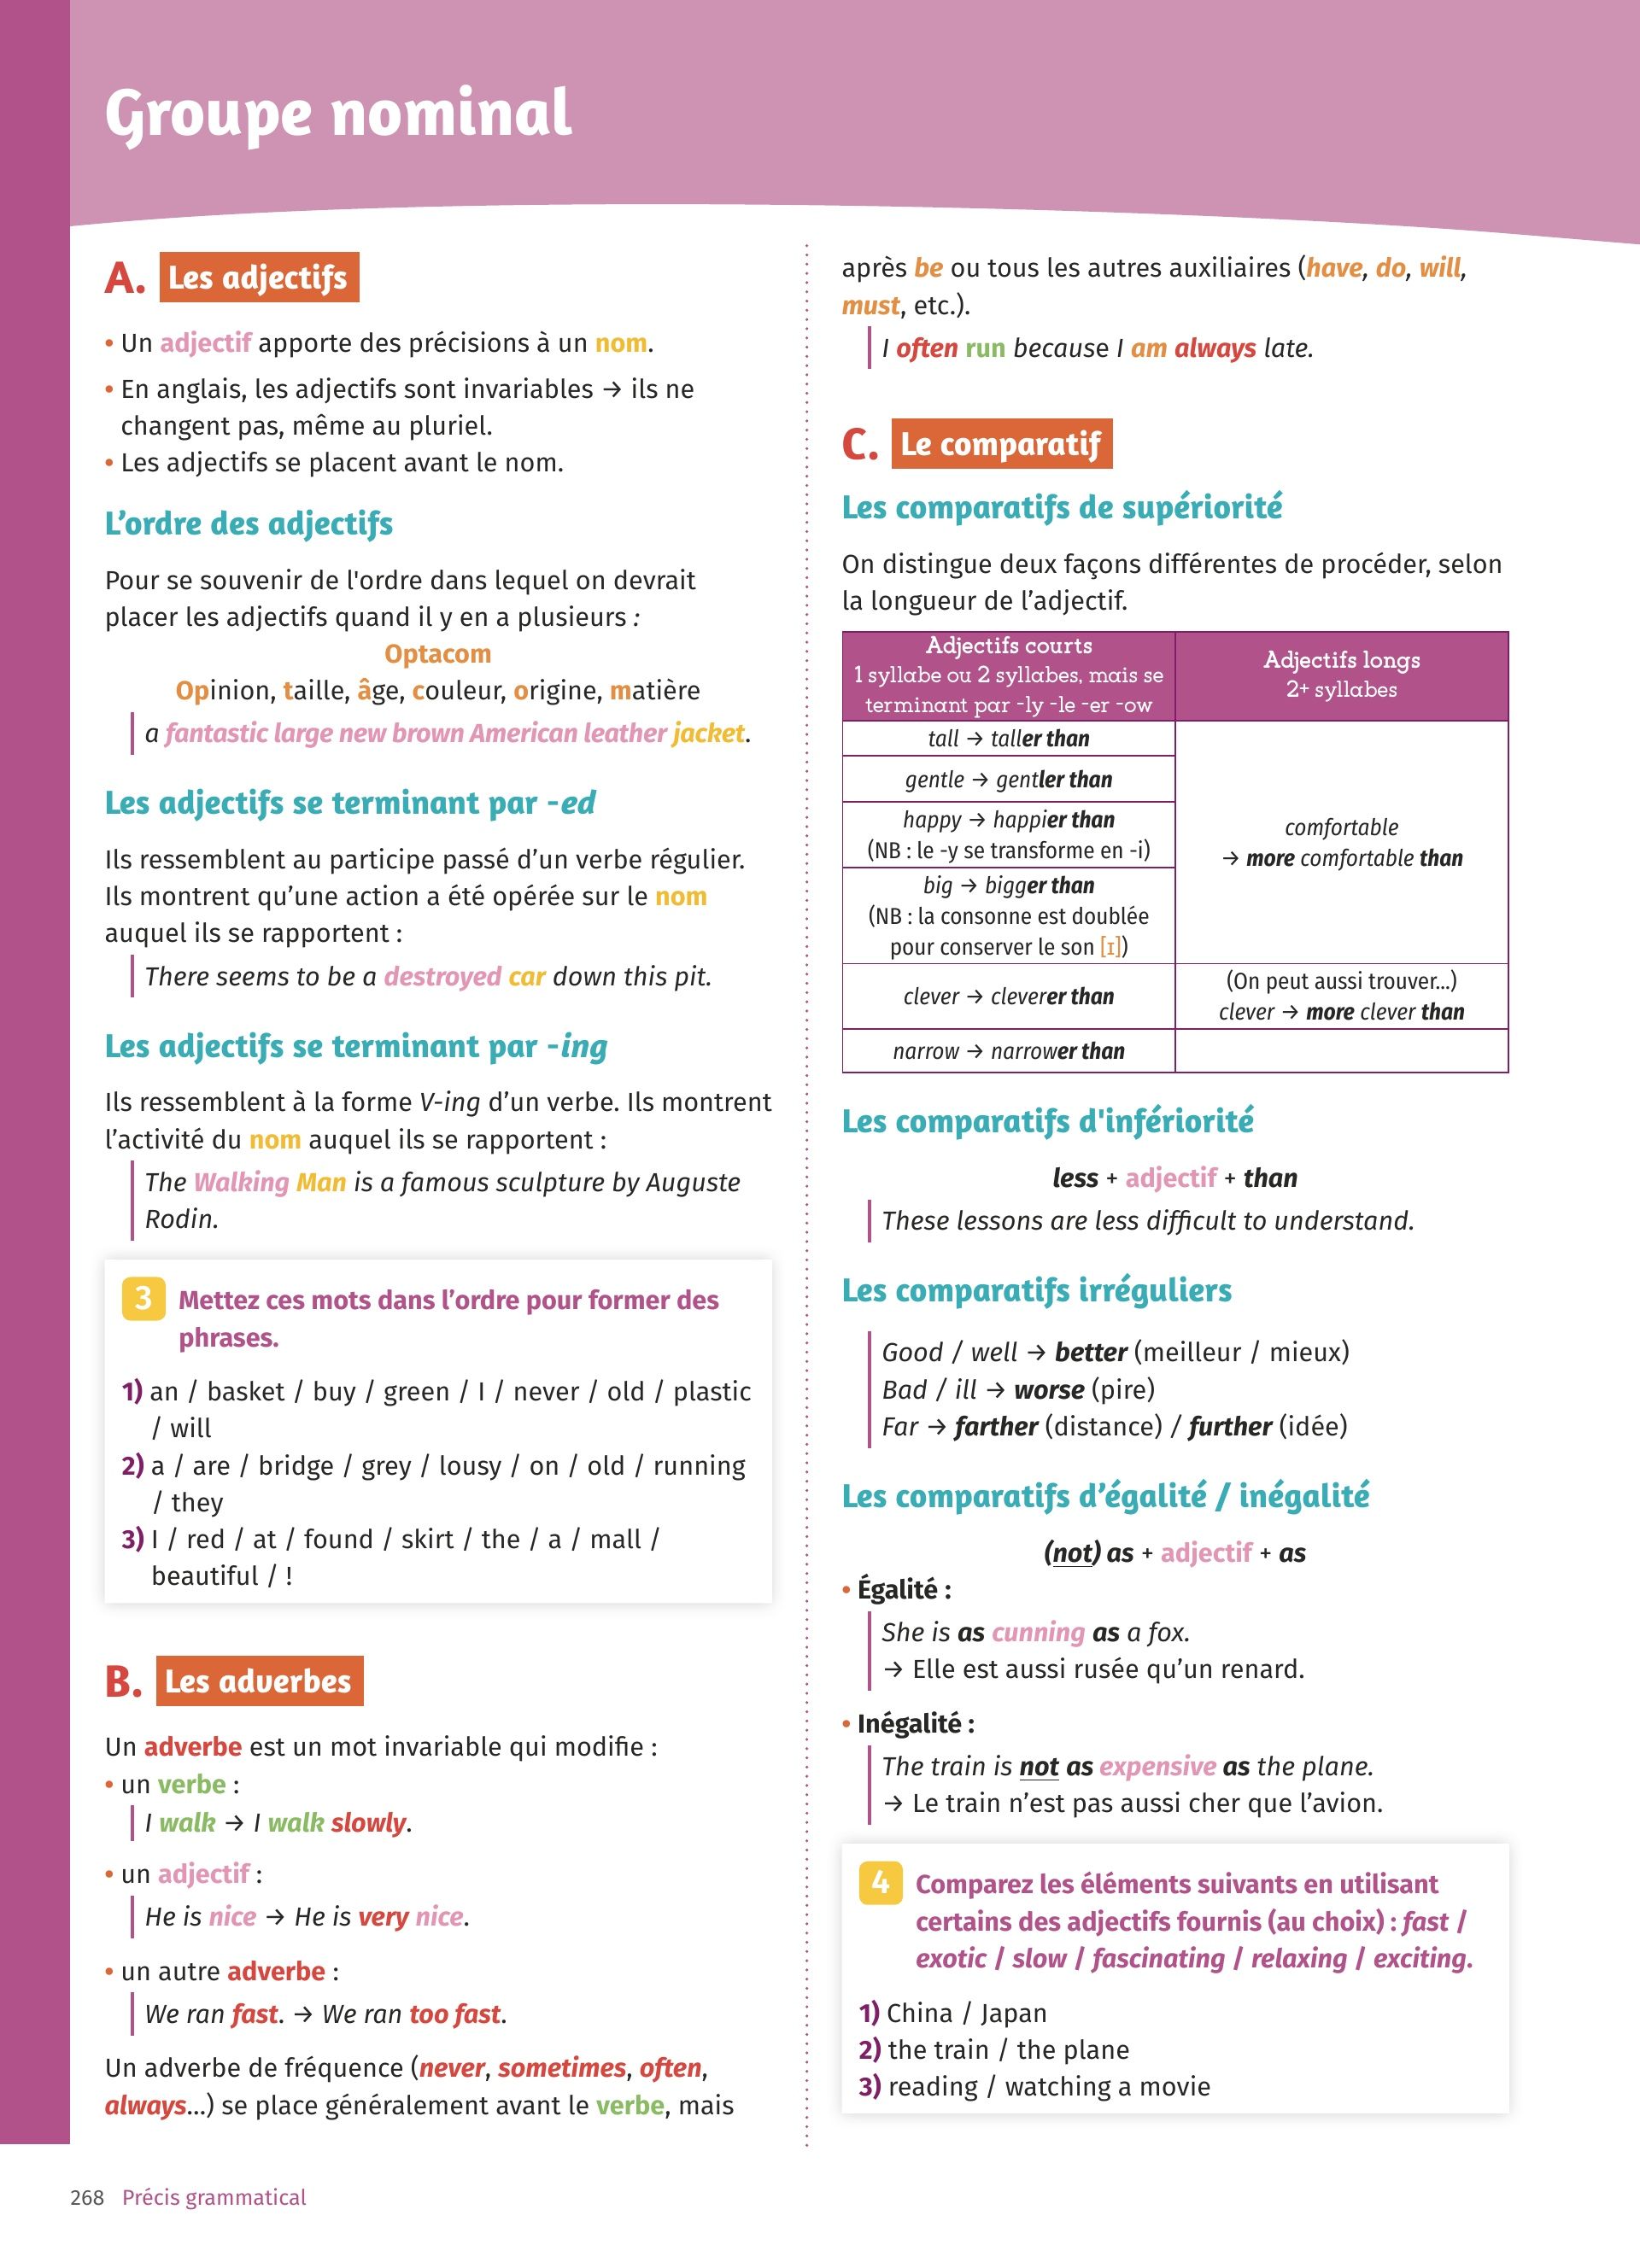 Groupe nominal
A. Les adjectifs
• Un adjectif apporte des précisions à un nom.
• En anglais, les adjectifs sont invariables → ils ne
changent pas, même au pluriel.
• Les adjectifs se placent avant le nom.
L’ordre des adjectifs
Pour se souvenir de l'ordre dans lequel on devrait
placer les adjectifs quand il y en a plusieurs :
Optacom
Opinion, taille, âge, couleur, origine, matière
a fantastic large new brown American leather jacket.
Les adjectifs se terminant par -ed
Ils ressemblent au participe passé d’un verbe régulier.
Ils montrent qu’une action a été opérée sur le nom
auquel ils se rapportent :
There seems to be a destroyed car down this pit.
Les adjectifs se terminant par -ing
Ils ressemblent à la forme V-ing d’un verbe. Ils montrent
l’activité du nom auquel ils se rapportent :
The Walking Man is a famous sculpture by Auguste
Rodin.
3 Mettez ces mots dans l’ordre pour former des
phrases.
1) an / basket / buy / green / I / never / old / plastic
/ will
2) a / are / bridge / grey / lousy / on / old / running
/ they
3) I / red / at / found / skirt / the / a / mall /
beautiful / !
B. Les adverbes
Un adverbe est un mot invariable qui modifie :
• un verbe :
I walk → I walk slowly.
• un adjectif :
He is nice → He is very nice.
• un autre adverbe :
We ran fast. → We ran too fast.
Un adverbe de fréquence (never, sometimes, often,
always...) se place généralement avant le verbe, mais
après be ou tous les autres auxiliaires (have, do, will,
must, etc.).
I often run because I am always late.
C. Le comparatif
Les comparatifs de supériorité
On distingue deux façons différentes de procéder, selon
la longueur de l’adjectif.
Adjectifs courts
1 syllabe ou 2 syllabes, mais se
terminant par -ly -le -er -ow
Adjectifs longs
2+ syllabes
tall → taller than
gentle → gentler than
happy → happier than
(NB : le -y se transforme en -i)
big → bigger than
(NB : la consonne est doublée
pour conserver le son [ɪ])
comfortable
→ more comfortable than
clever → cleverer than
(On peut aussi trouver...)
clever → more clever than
narrow → narrower than
Les comparatifs d'infériorité
less + adjectif + than
These lessons are less difficult to understand.
Les comparatifs irréguliers
Good / well → better (meilleur / mieux)
Bad / ill → worse (pire)
Far → farther (distance) / further (idée)
Les comparatifs d’égalité / inégalité
(not) as + adjectif + as
• Égalité :
She is as cunning as a fox.
→ Elle est aussi rusée qu’un renard.
• Inégalité :
The train is not as expensive as the plane.
→ Le train n’est pas aussi cher que l’avion.
4 Comparez les éléments suivants en utilisant
certains des adjectifs fournis (au choix) : fast /
exotic / slow / fascinating / relaxing / exciting.
1) China / Japan
2) the train / the plane
3) reading / watching a movie
268 Précis grammatical